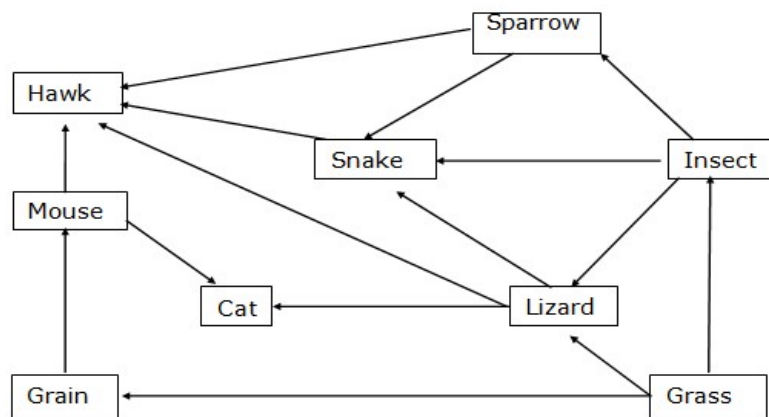 Sparrow
Hawk
Snake
Insect
Mouse
Cat
Lizard
Grain
Grass